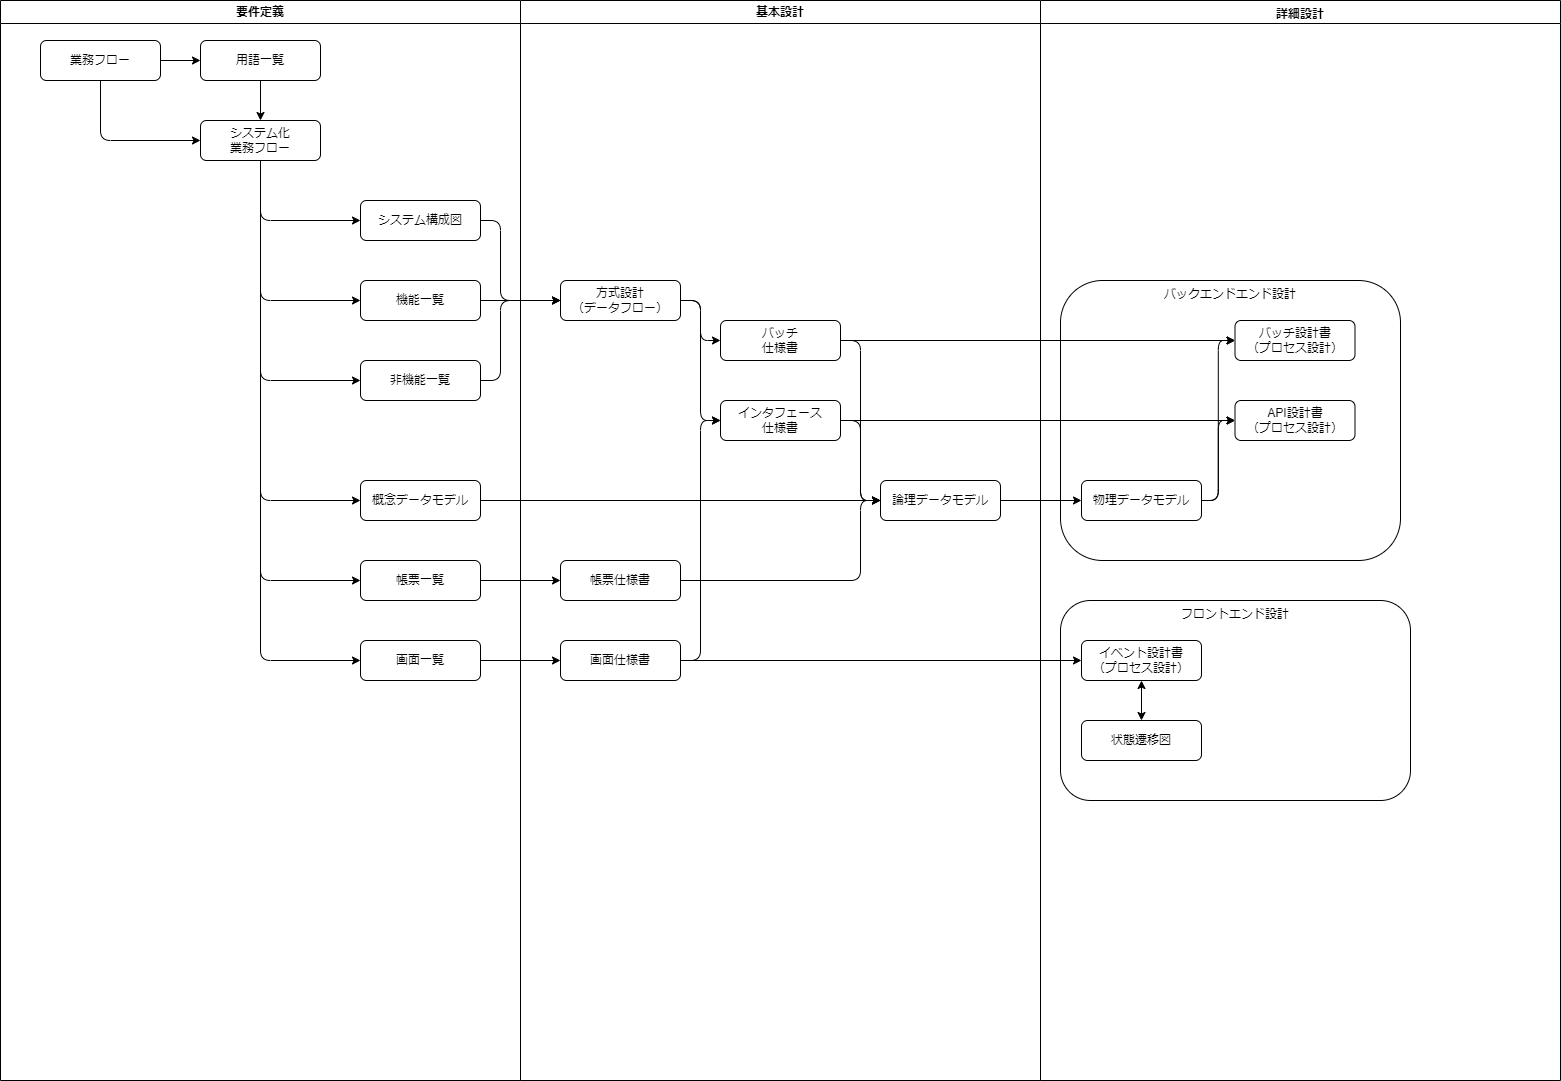 要件定義
基本設計
詳細設計
業務フロー
用語一覧
システム化
業務フロー
システム構成図
機能一覧
方式設計
（データフロー）
バックエンドエンド設計
バッチ
仕様書
バッチ設計書
（プロセス設計）
非機能一覧
インタフェース
仕様書
API設計書
（プロセス設計）
概念データモデル
論理データモデル
物理データモデル
帳票一覧
帳票仕様書
フロントエンド設計
画面一覧
画面仕様書
イベント設計書
（プロセス設計）
状態遷移図